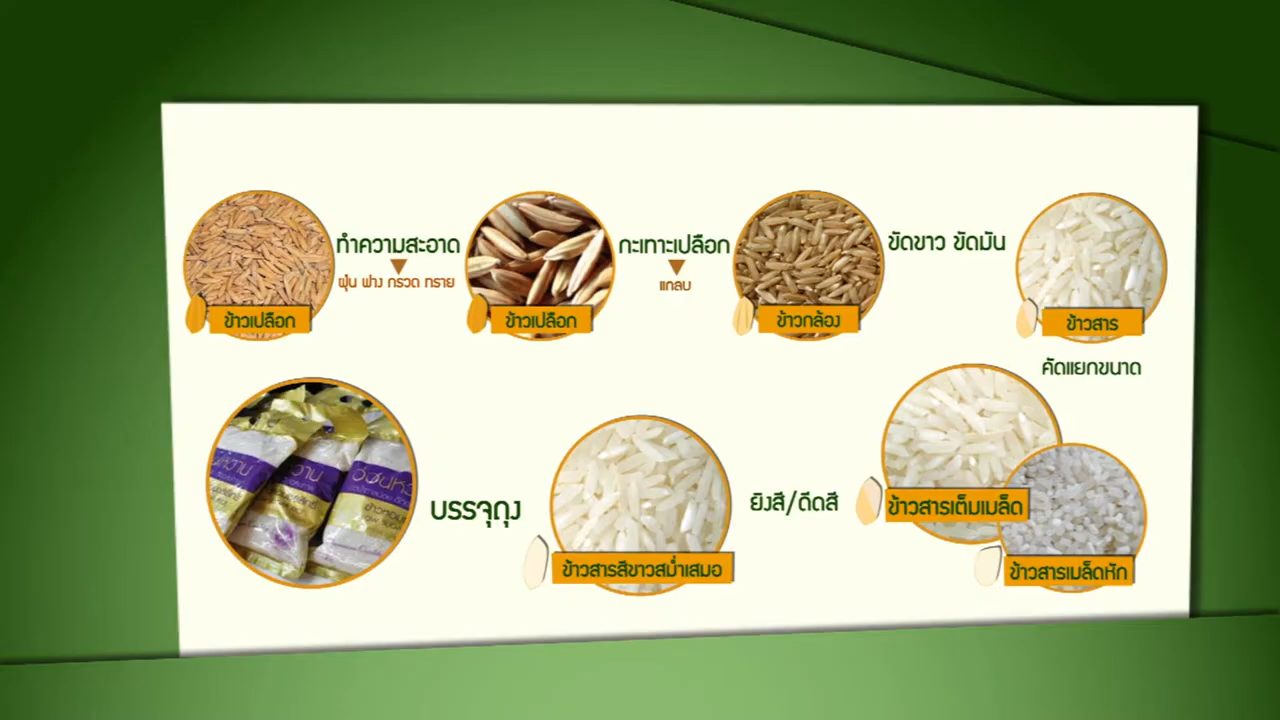 ทำความสะอาด
ฝุ่น ฟาง กรวด ทราย
ข้าวเปลือก
กะเทาะเปลือก
แกลบ
ข้าวเปลือก
ขัดขาว ขัดมัน
ข้าวกล้อง
ข้าวสาร
คัดแยกขนาด
ข้าวสารเต็มเมล็ด
ข้าวสารเมล็ดหัก
ยิงสี/ดีดสี
ข้าวสารสีขาวสม่ำเสมอ
บรรจุถุง